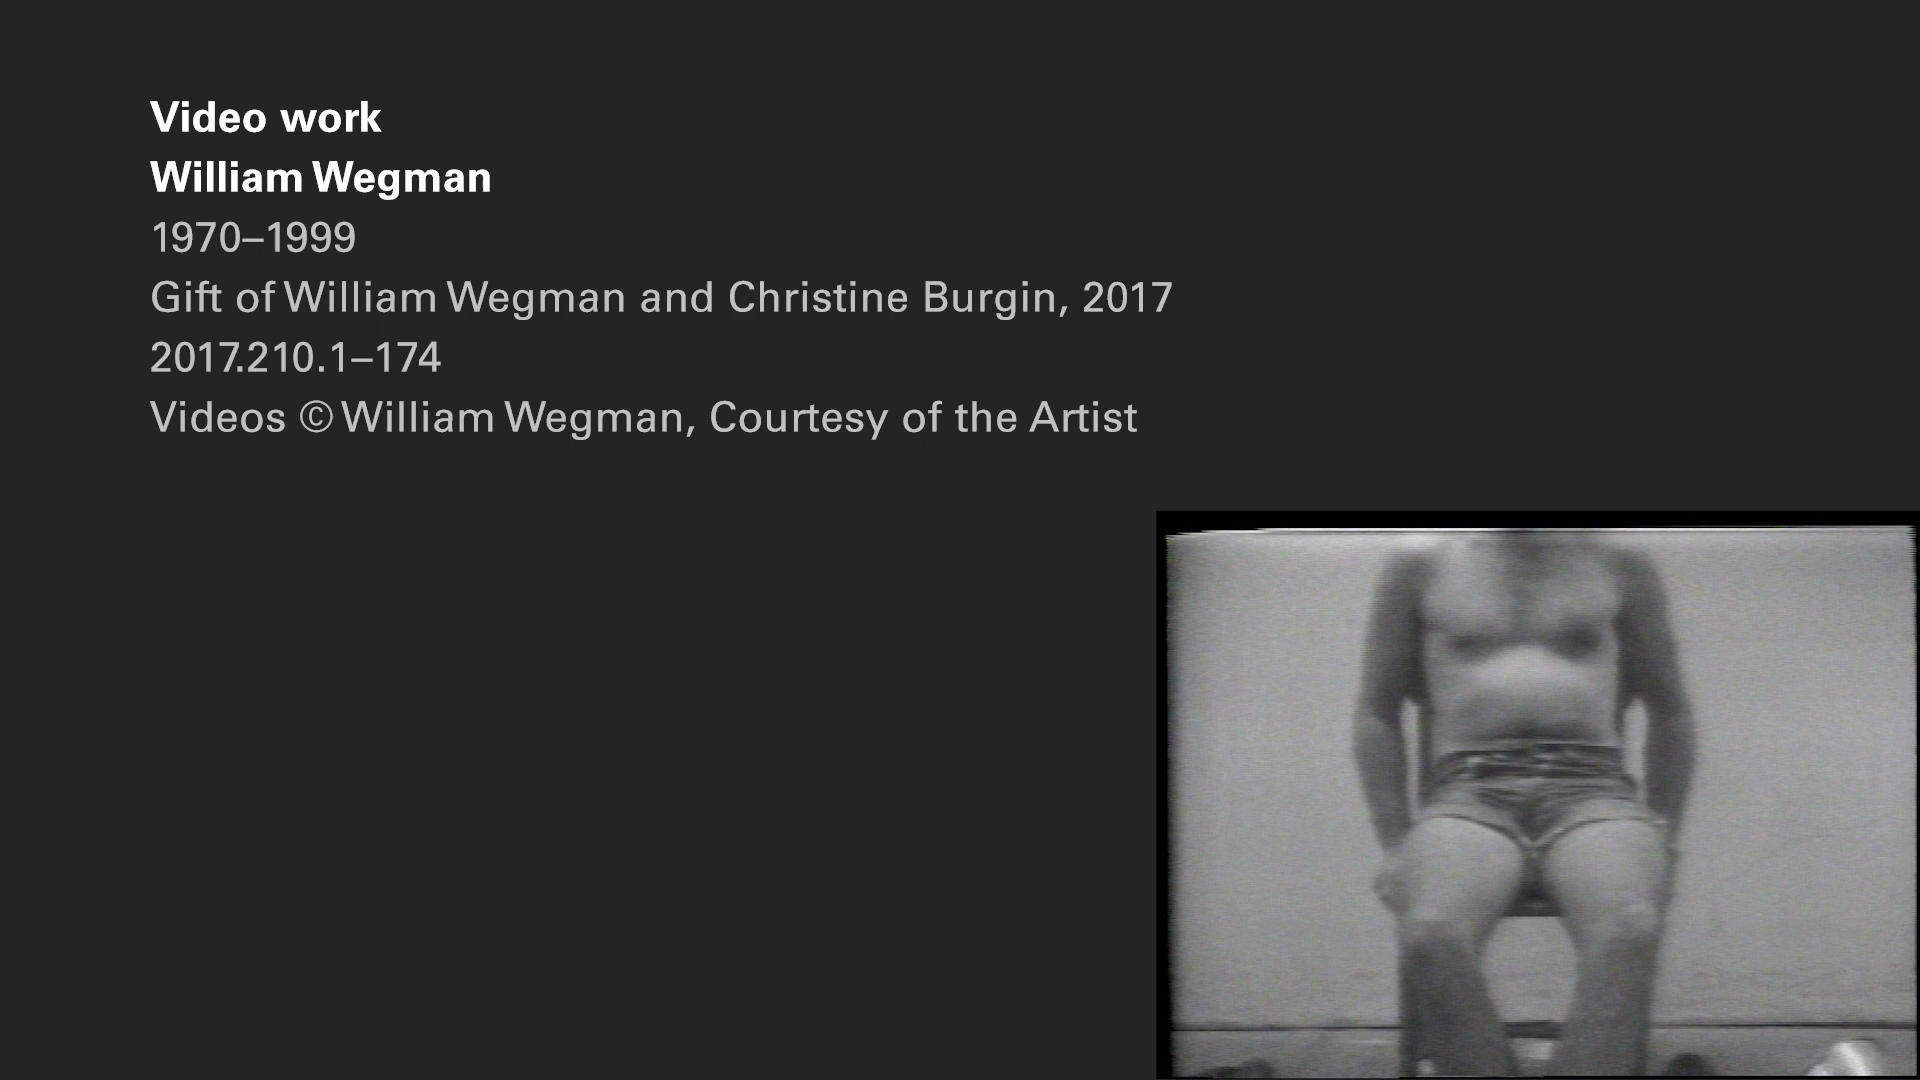 Video work
William Wegman
1970–1999
Gift of William Wegman and Christine Burgin, 2017
2017.210.1–174
Videos © William Wegman, Courtesy of the Artist